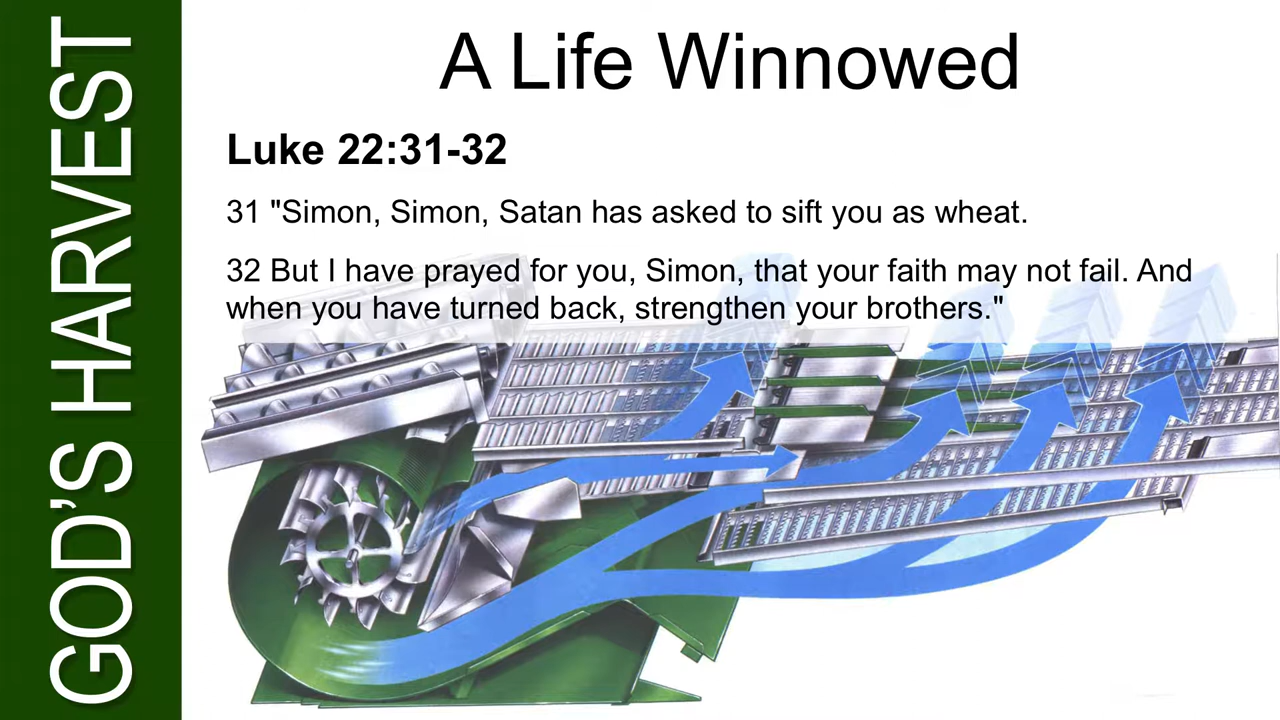 GOD'S HARVEST
A Life Winnowed
Luke 22:31-32
31 "Simon, Simon, Satan has asked to sift you as wheat.
32 But I have prayed for you, Simon, that your faith may not fail. And
when you have turned back, strengthen your brothers."